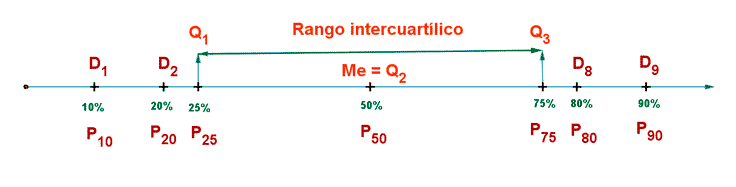 Rango intercuartílico
Q1 Q3
D1 D2 Me = Q2 D8 D9
10% 20% 25% 50% 75% 80% 90%
P10 P20 P25 P50 P75 P80 P90